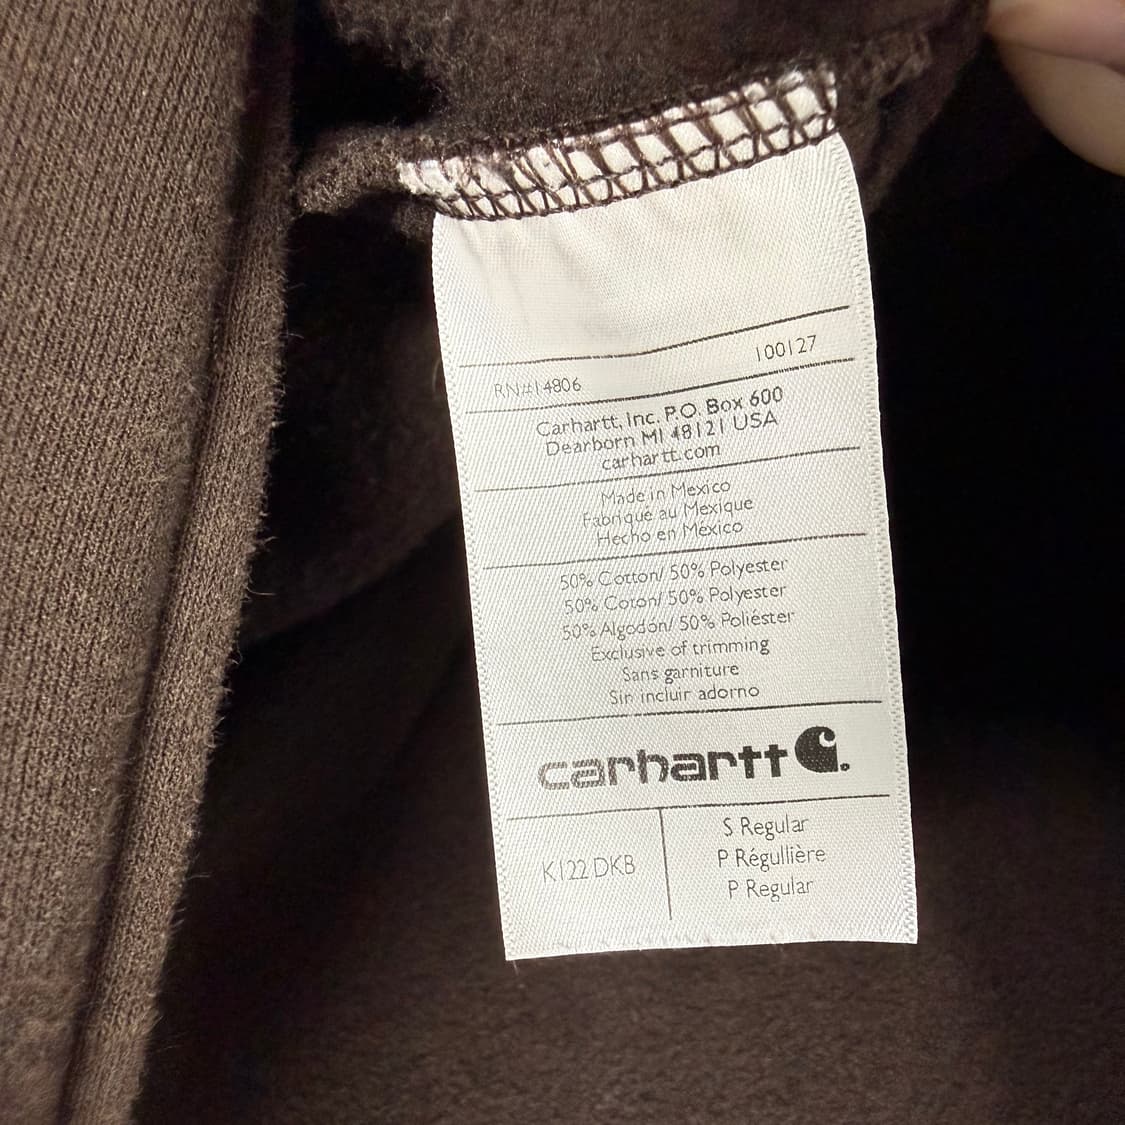 100127
RN#14806
Carhartt, Inc. P.O. Box 600
Dearborn MI 48121 USA
carhartt.com
Made in Mexico
Fabriqué au Mexique
Hecho en México
50% Cotton/ 50% Polyester
50% Coton/ 50% Polyester
50% Algodón/ 50% Poliéster
Exclusive of trimming
Sans garniture
Sin incluir adorno
carhartt
K122 DKB
S Regular
P Régullière
P Regular